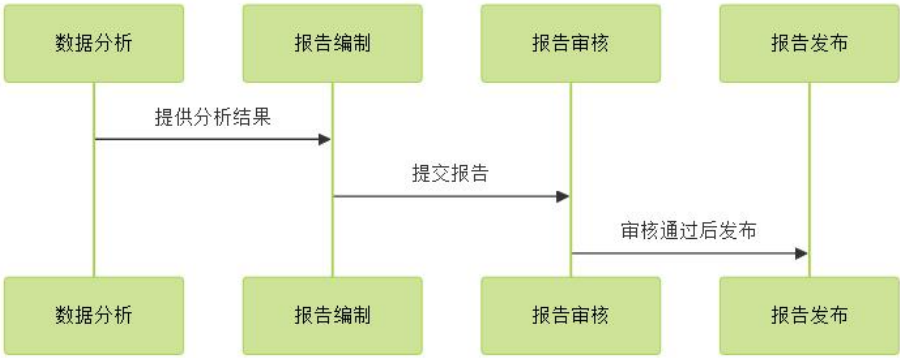 数据分析
报告编制
报告审核
报告发布
提供分析结果
提交报告
审核通过后发布
数据分析
报告编制
报告审核
报告发布